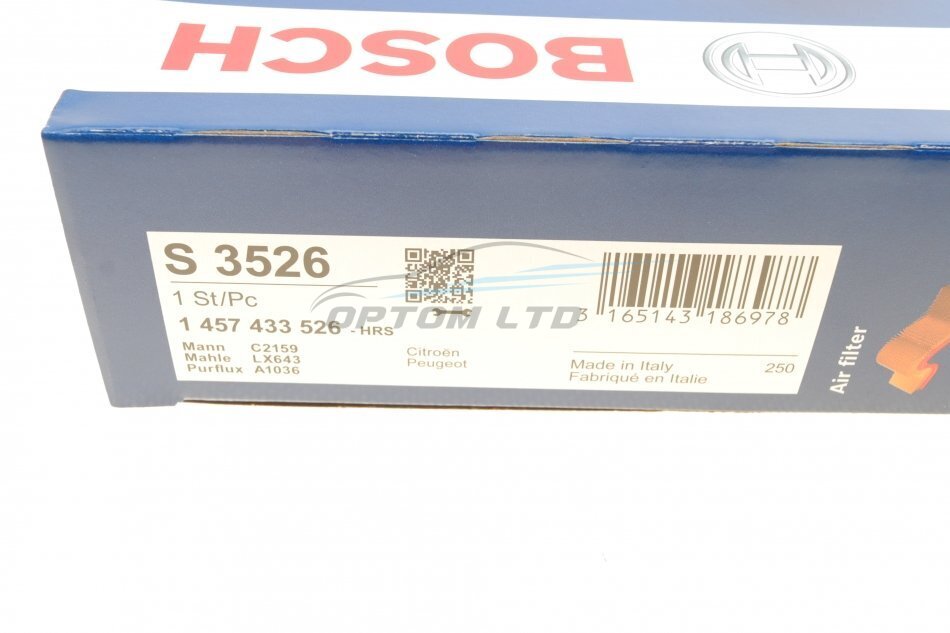 BOSCH
S 3526
1 St/Pc
1 457 433 526 - HRS
Mann C2159
Mahle LX643
Purflux A1036
Citroën
Peugeot
3 165143 186978
Made in Italy
Fabriqué en Italie
250
Air filter
OPTOM LTD